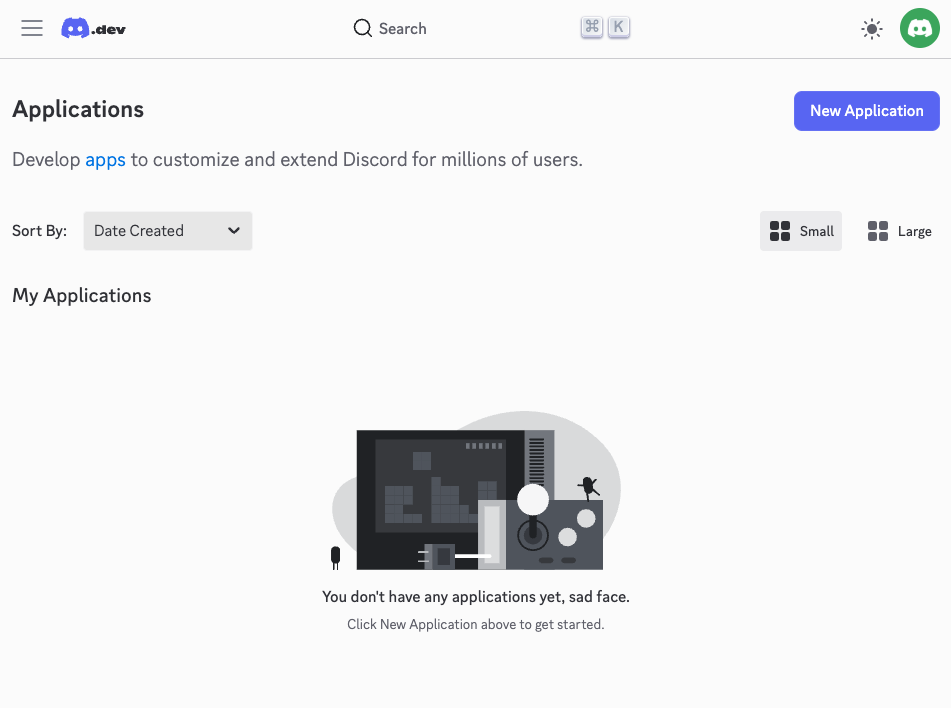 .dev
Search
⌘ K
Applications
New Application
Develop apps to customize and extend Discord for millions of users.
Sort By:
Date Created
Small
Large
My Applications
You don't have any applications yet, sad face.
Click New Application above to get started.